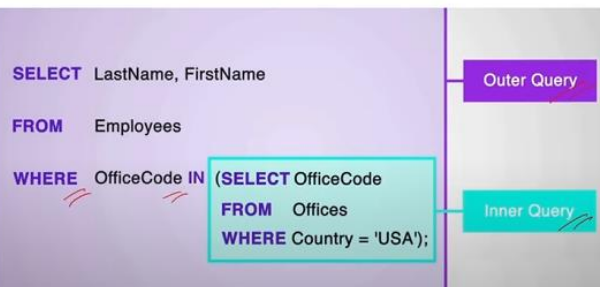 SELECT LastName, FirstName
Outer Query
FROM Employees
WHERE OfficeCode IN (SELECT OfficeCode
FROM Offices
Inner Query
WHERE Country = 'USA');